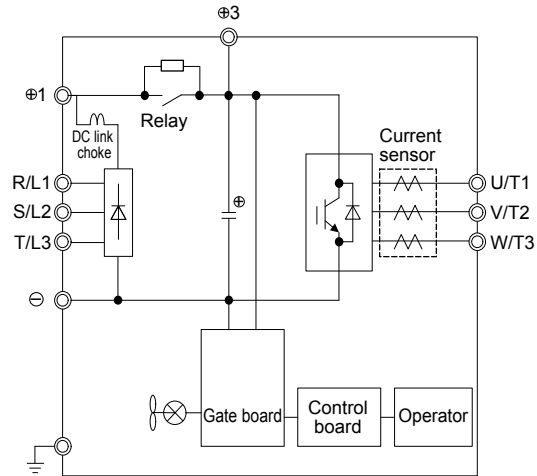 ⊕3
⊕1
Relay
DC link
choke
Current
sensor
R/L1
S/L2
T/L3
U/T1
V/T2
W/T3
⊕
⊖
Gate board
Control
board
Operator